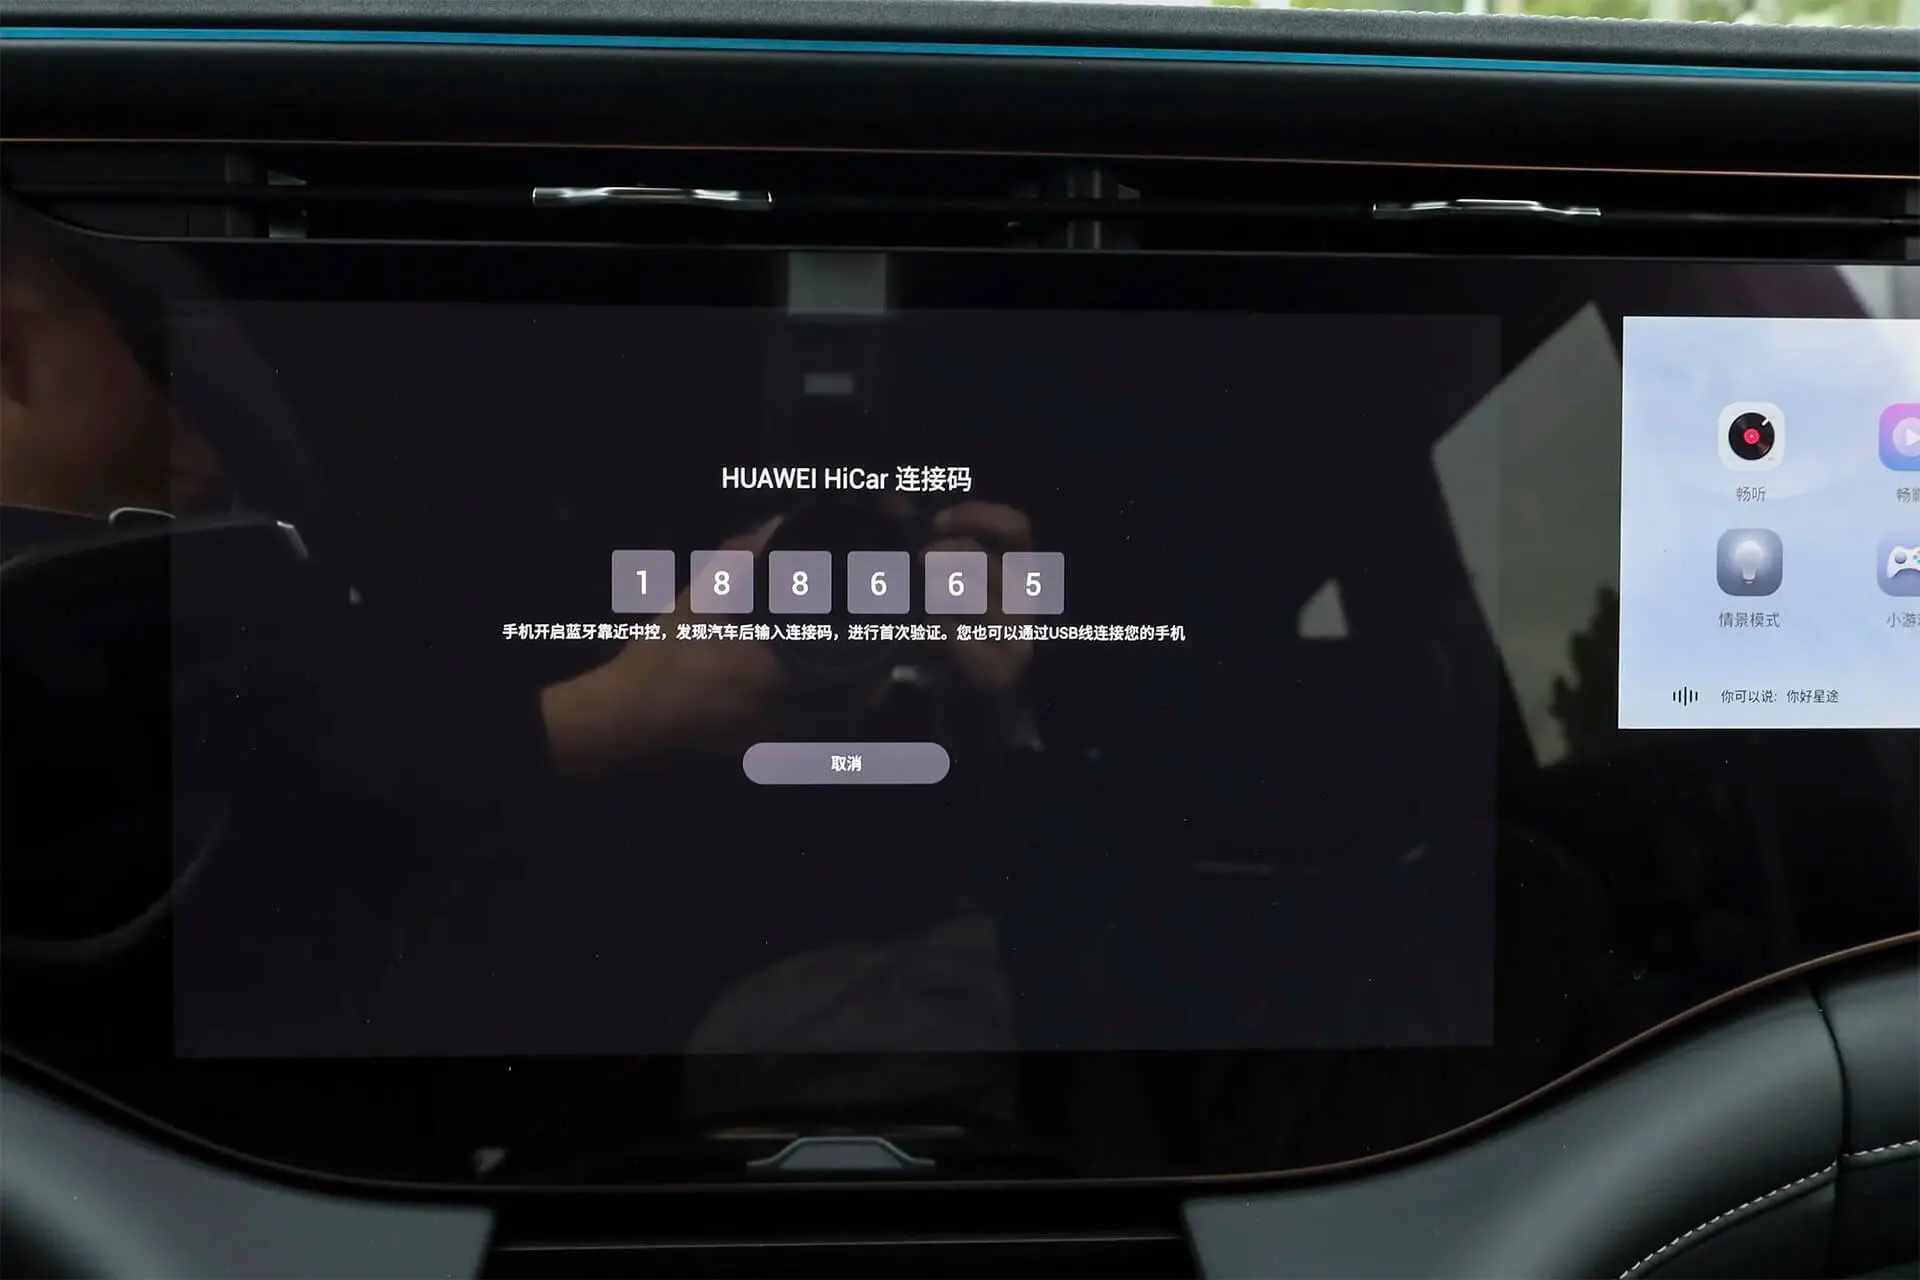 HUAWEI HiCar 连接码
1 8 8 6 6 5
手机开启蓝牙靠近中控，发现汽车后输入连接码，进行首次验证。您也可以通过USB线连接您的手机
取消
畅听
畅
情景模式
小游
你可以说: 你好星途